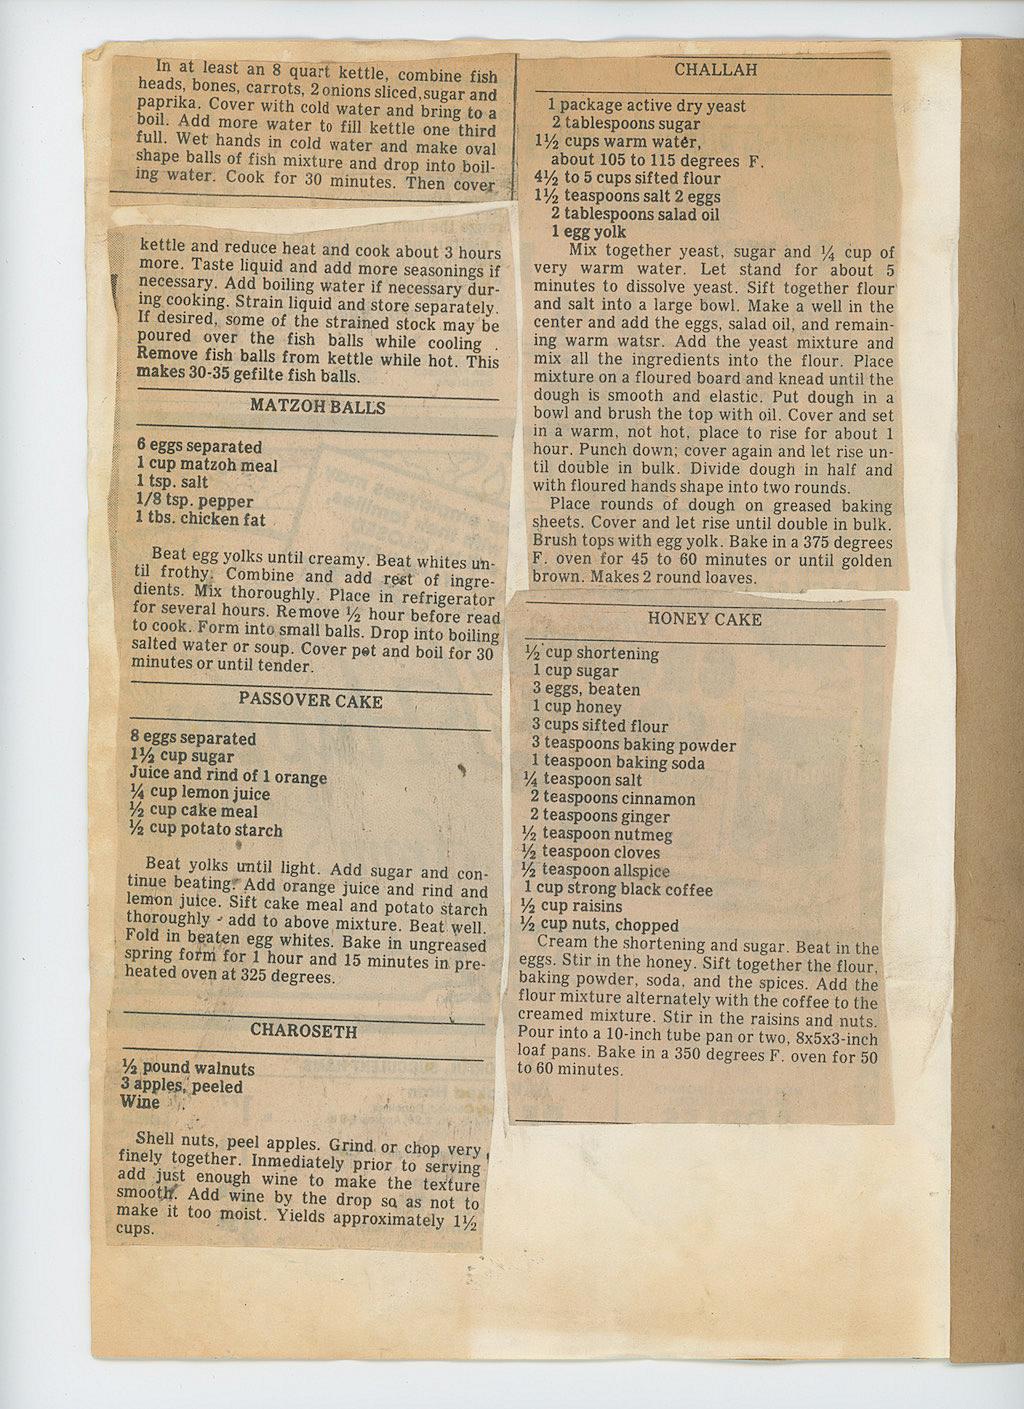 In at least an 8 quart kettle, combine fish
heads, bones, carrots, 2 onions sliced, sugar and
paprika. Cover with cold water and bring to a
boil. Add more water to fill kettle one third
full. Wet hands in cold water and make oval
shape balls of fish mixture and drop into boil-
ing water. Cook for 30 minutes. Then cover
kettle and reduce heat and cook about 3 hours
more. Taste liquid and add more seasonings if
necessary. Add boiling water if necessary dur-
ing cooking. Strain liquid and store separately.
If desired, some of the strained stock may be
poured over the fish balls while cooling .
Remove fish balls from kettle while hot. This
makes 30-35 gefilte fish balls.
MATZOH BALLS
6 eggs separated
1 cup matzoh meal
1 tsp. salt
1/8 tsp. pepper
1 tbs. chicken fat
Beat egg yolks until creamy. Beat whites un-
til frothy. Combine and add rest of ingre-
dients. Mix thoroughly. Place in refrigerator
for several hours. Remove ½ hour before read
to cook. Form into small balls. Drop into boiling
salted water or soup. Cover pot and boil for 30
minutes or until tender.
PASSOVER CAKE
8 eggs separated
1½ cup sugar
Juice and rind of 1 orange
¼ cup lemon juice
½ cup cake meal
½ cup potato starch
Beat yolks until light. Add sugar and con-
tinue beating. Add orange juice and rind and
lemon juice. Sift cake meal and potato starch
thoroughly - add to above mixture. Beat well.
Fold in beaten egg whites. Bake in ungreased
spring form for 1 hour and 15 minutes in pre-
heated oven at 325 degrees.
CHAROSETH
½ pound walnuts
3 apples, peeled
Wine
Shell nuts, peel apples. Grind or chop very
finely together. Inmediately prior to serving
add just enough wine to make the texture
smooth. Add wine by the drop so as not to
make it too moist. Yields approximately 1½
cups.
CHALLAH
1 package active dry yeast
2 tablespoons sugar
1½ cups warm water,
about 105 to 115 degrees F.
4½ to 5 cups sifted flour
1½ teaspoons salt 2 eggs
2 tablespoons salad oil
1 egg yolk
Mix together yeast, sugar and ¼ cup of
very warm water. Let stand for about 5
minutes to dissolve yeast. Sift together flour
and salt into a large bowl. Make a well in the
center and add the eggs, salad oil, and remain-
ing warm watsr. Add the yeast mixture and
mix all the ingredients into the flour. Place
mixture on a floured board and knead until the
dough is smooth and elastic. Put dough in a
bowl and brush the top with oil. Cover and set
in a warm, not hot, place to rise for about 1
hour. Punch down; cover again and let rise un-
til double in bulk. Divide dough in half and
with floured hands shape into two rounds.
Place rounds of dough on greased baking
sheets. Cover and let rise until double in bulk.
Brush tops with egg yolk. Bake in a 375 degrees
F. oven for 45 to 60 minutes or until golden
brown. Makes 2 round loaves.
HONEY CAKE
½ cup shortening
1 cup sugar
3 eggs, beaten
1 cup honey
3 cups sifted flour
3 teaspoons baking powder
1 teaspoon baking soda
¼ teaspoon salt
2 teaspoons cinnamon
2 teaspoons ginger
½ teaspoon nutmeg
½ teaspoon cloves
½ teaspoon allspice
1 cup strong black coffee
½ cup raisins
½ cup nuts, chopped
Cream the shortening and sugar. Beat in the
eggs. Stir in the honey. Sift together the flour,
baking powder, soda, and the spices. Add the
flour mixture alternately with the coffee to the
creamed mixture. Stir in the raisins and nuts.
Pour into a 10-inch tube pan or two, 8x5x3-inch
loaf pans. Bake in a 350 degrees F. oven for 50
to 60 minutes.